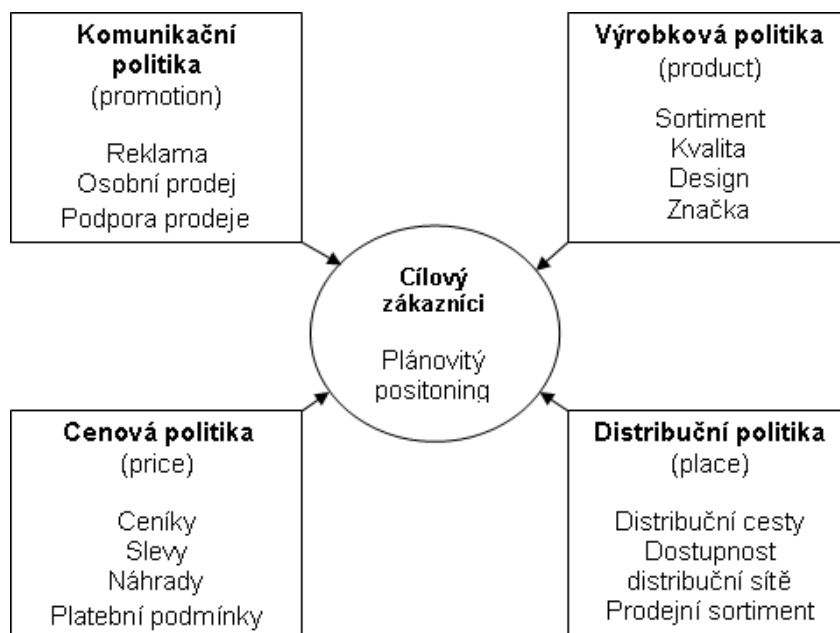 Komunikační
politika
(promotion)
Reklama
Osobní prodej
Podpora prodeje
Výrobková politika
(product)
Sortiment
Kvalita
Design
Značka
Cílový
zákazníci
Plánovitý
positoning
Cenová politika
(price)
Ceníky
Slevy
Náhrady
Platební podmínky
Distribuční politika
(place)
Distribuční cesty
Dostupnost
distribuční sítě
Prodejní sortiment